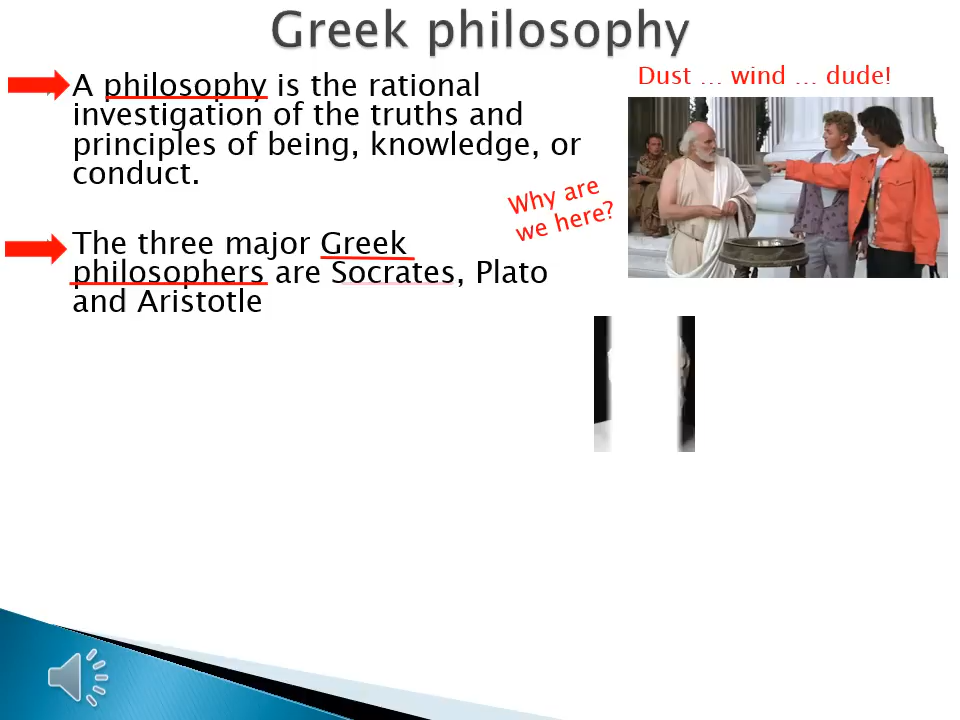 Greek philosophy
A philosophy is the rational
investigation of the truths and
principles of being, knowledge, or
conduct.
Dust … wind … dude!
Why are
we here?
The three major Greek
philosophers are Socrates, Plato
and Aristotle